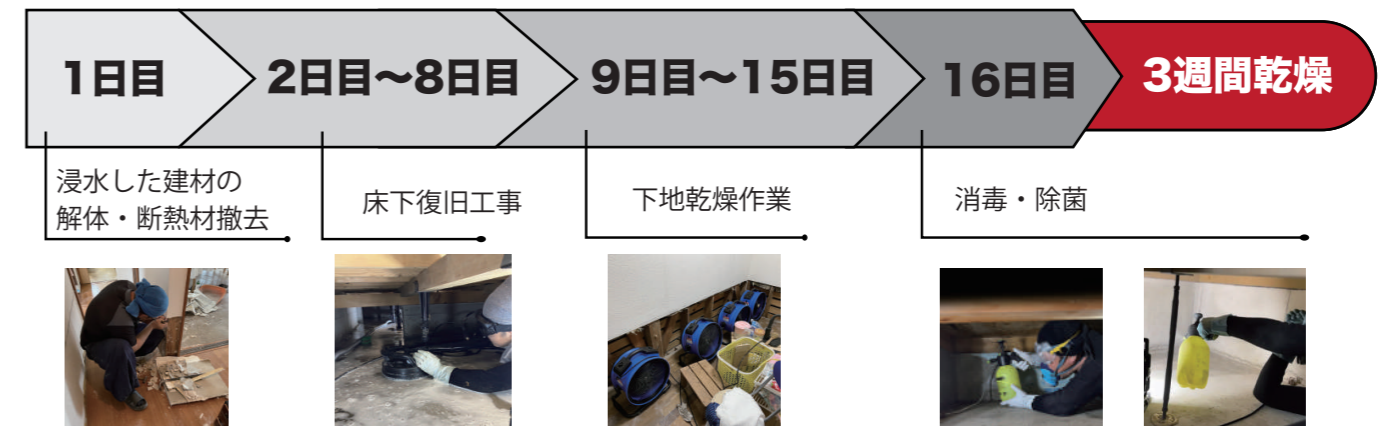 1日目
2日目～8日目
9日目～15日目
16日目
3週間乾燥
浸水した建材の
解体・断熱材撤去
床下復旧工事
下地乾燥作業
消毒・除菌